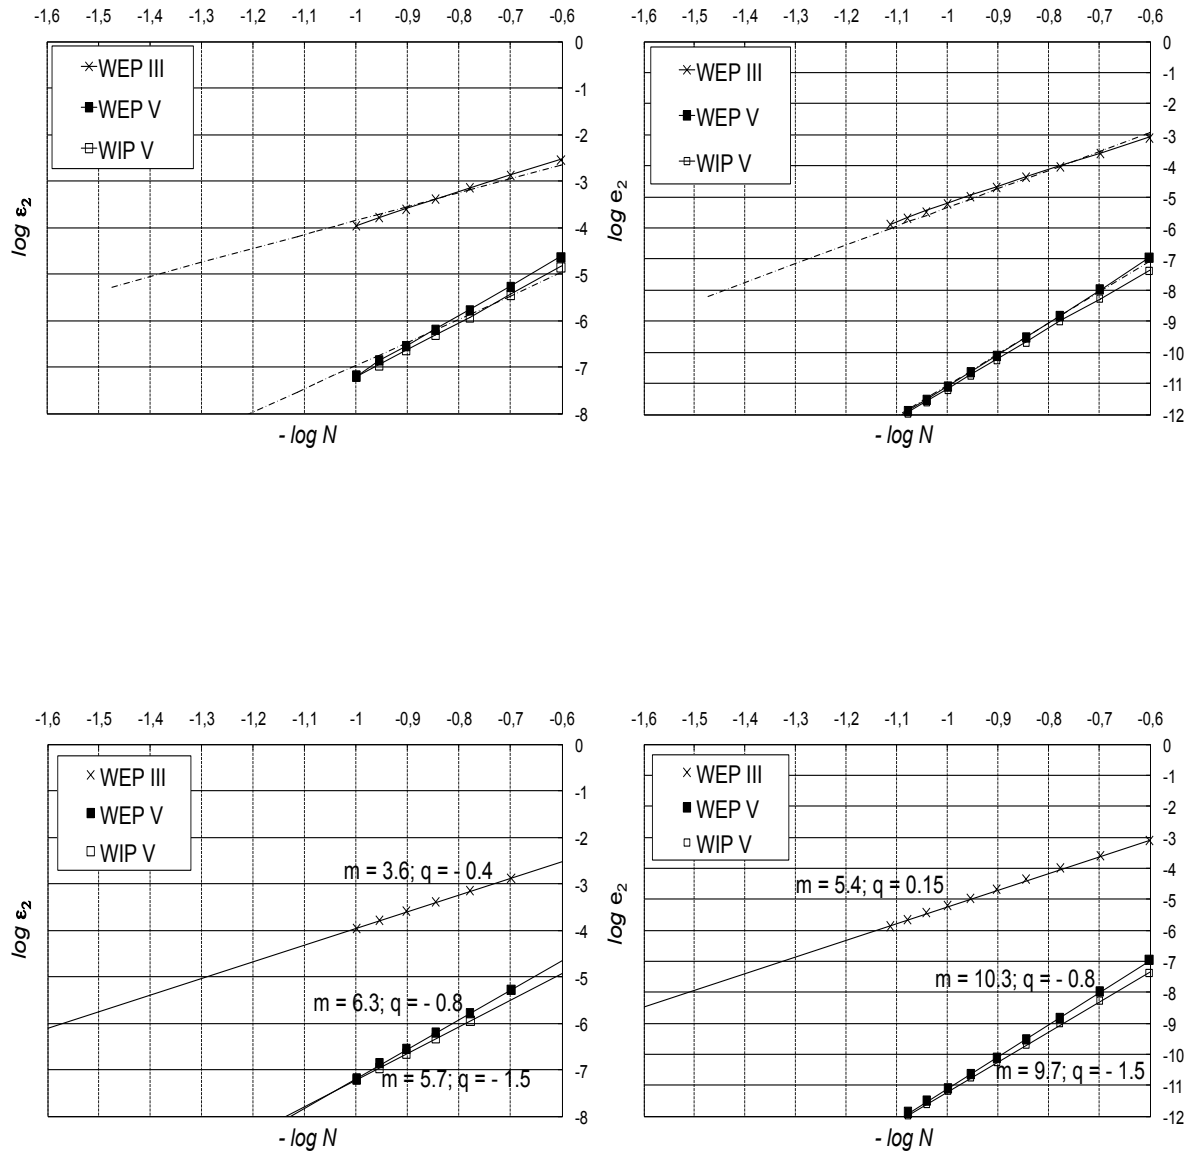 -1,6 -1,5 -1,4 -1,3 -1,2 -1 -0,9 -0,8 -0,7 -0,6
0
-1
-2
-3
-4
-5
-6
-7
-8
WEP III
WEP V
WIP V
log ε2
- log N
-1,6 -1,5 -1,4 -1,3 -1,2 -1 -0,9 -0,8 -0,7 -0,6
0
-1
-2
-3
-4
-5
-6
-7
-8
-9
-10
-11
-12
WEP III
WEP V
WIP V
log e2
- log N
-1,6 -1,5 -1,4 -1,3 -1,2 -1 -0,9 -0,8 -0,7 -0,6
0
-1
-2
-3
-4
-5
-6
-7
-8
WEP III
WEP V
WIP V
m = 3.6; q = - 0.4
m = 6.3; q = - 0.8
m = 5.7; q = - 1.5
log ε2
- log N
-1,6 -1,5 -1,4 -1,3 -1,2 -1 -0,9 -0,8 -0,7 -0,6
0
-1
-2
-3
-4
-5
-6
-7
-8
-9
-10
-11
-12
WEP III
WEP V
WIP V
m = 5.4; q = 0.15
m = 10.3; q = - 0.8
m = 9.7; q = - 1.5
log e2
- log N